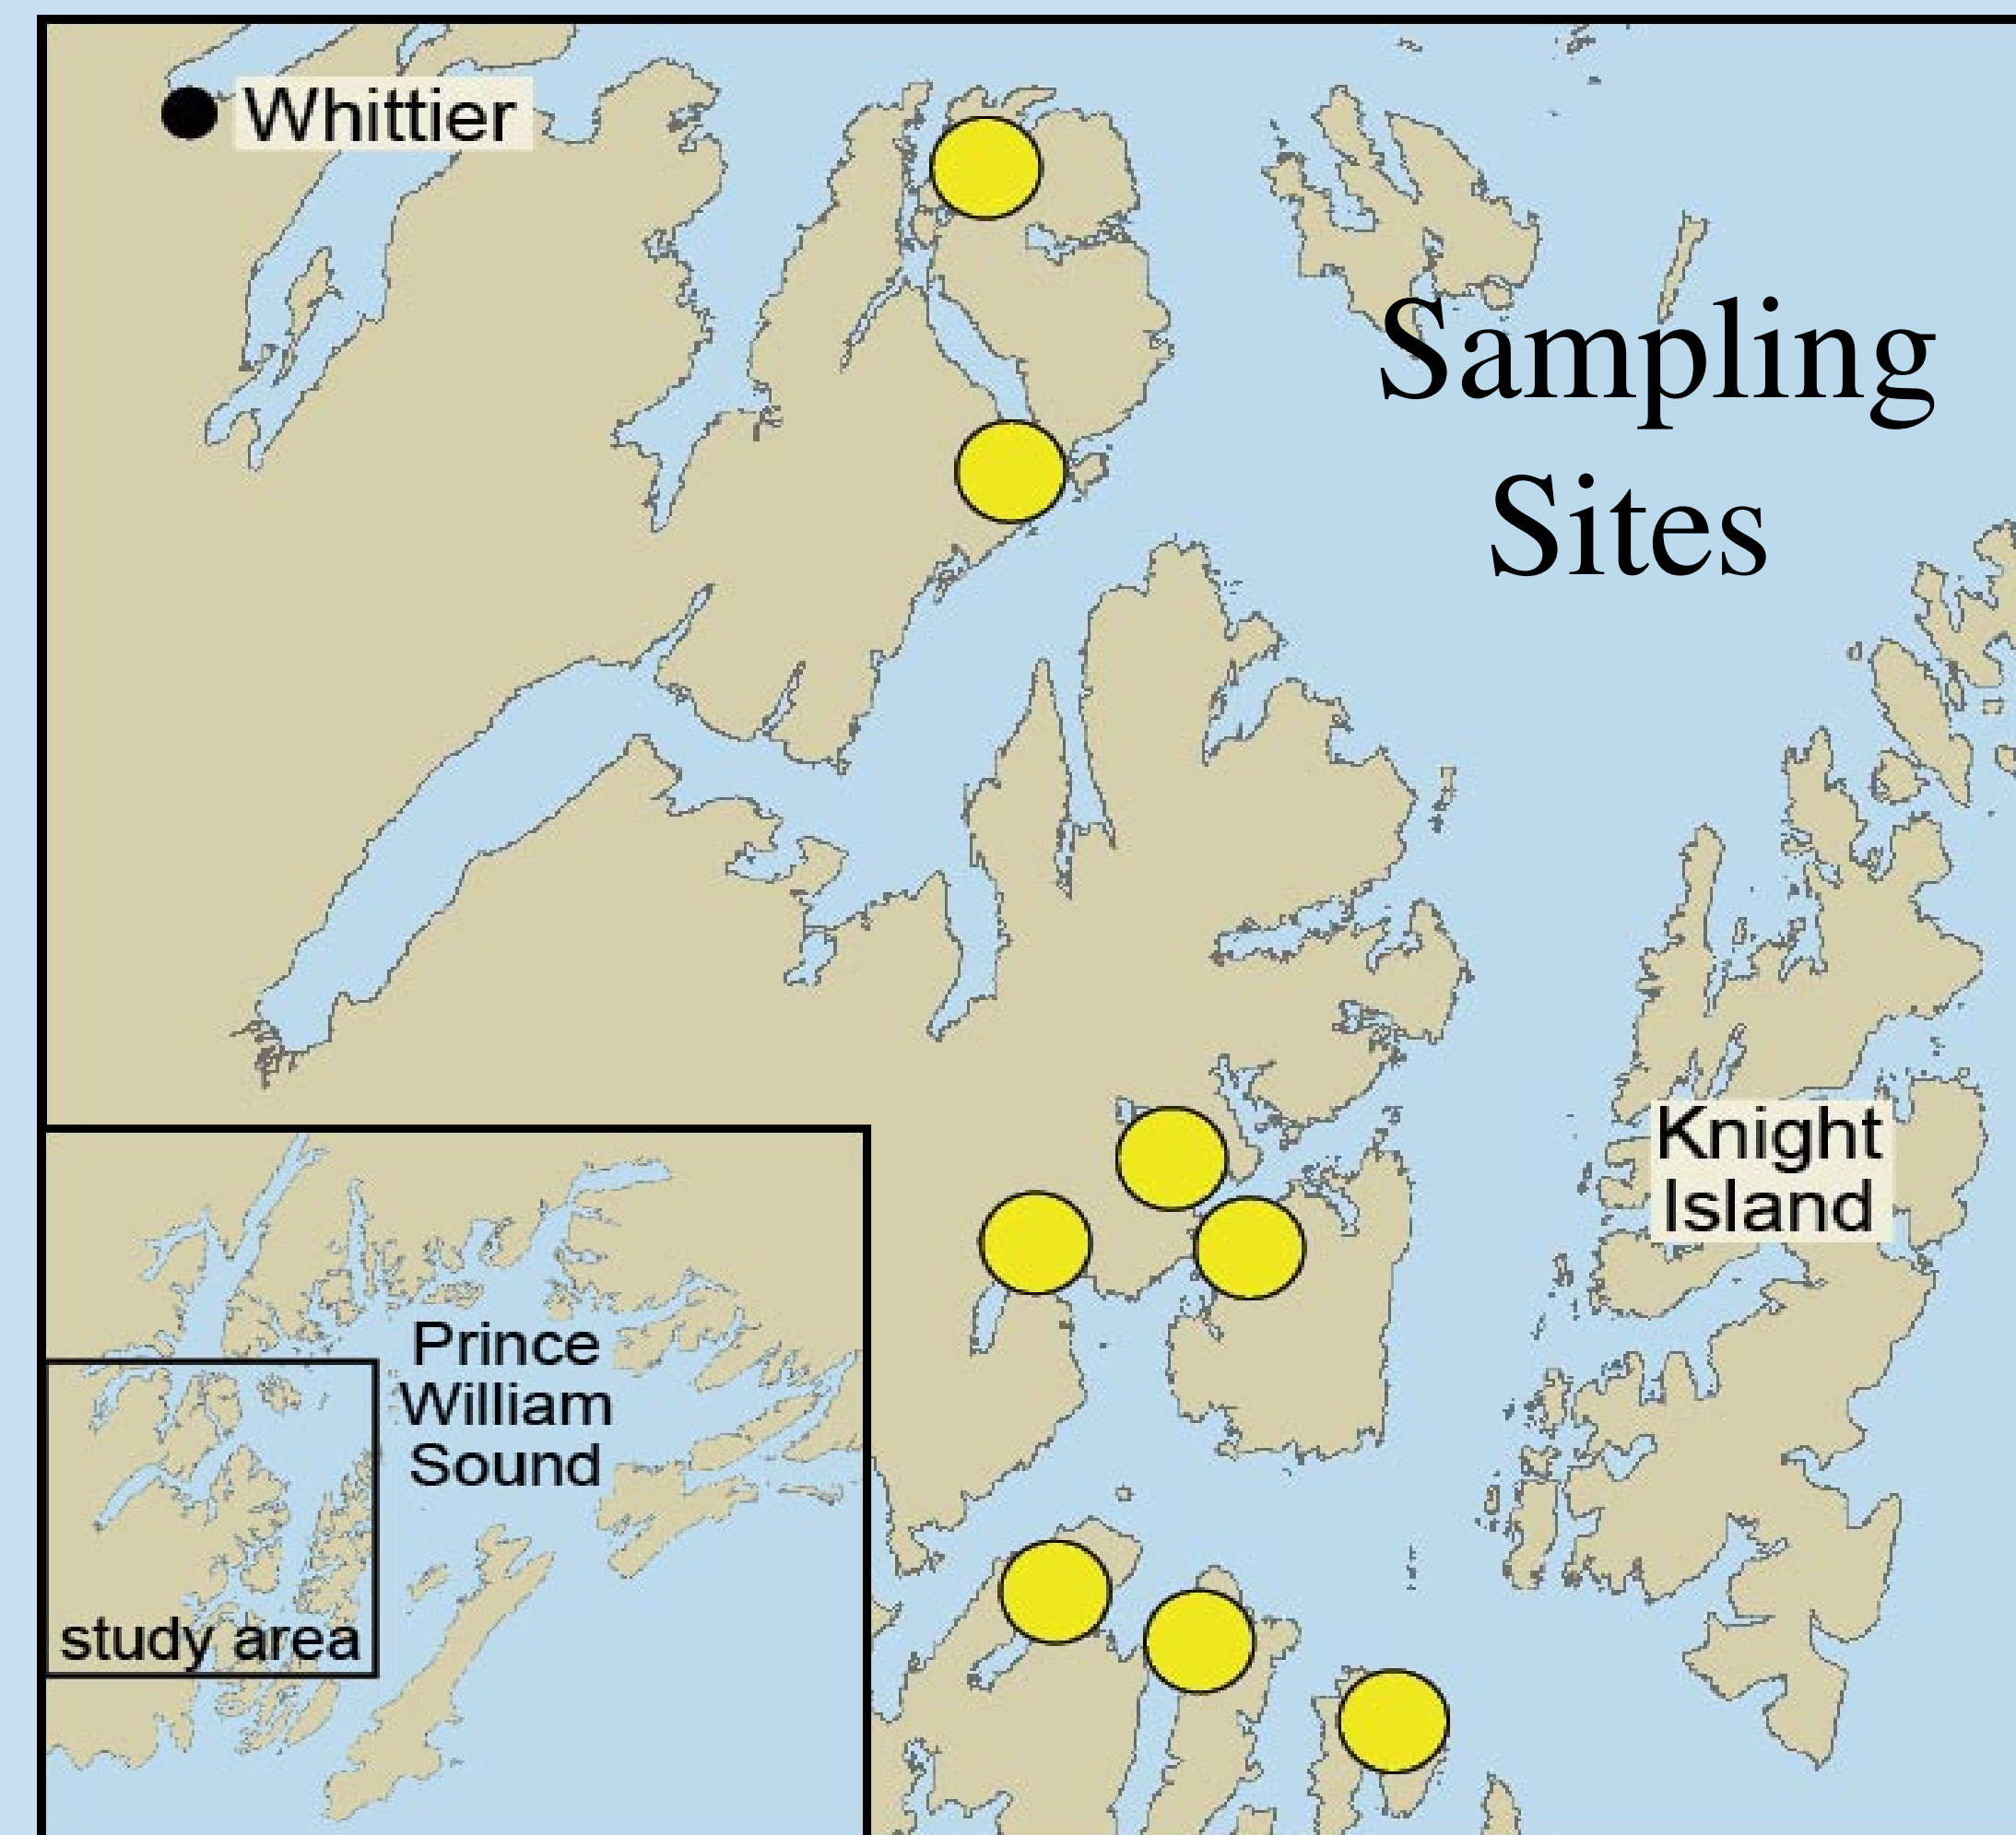 Whittier
Sampling
Sites
Knight
Island
Prince
William
Sound
study area